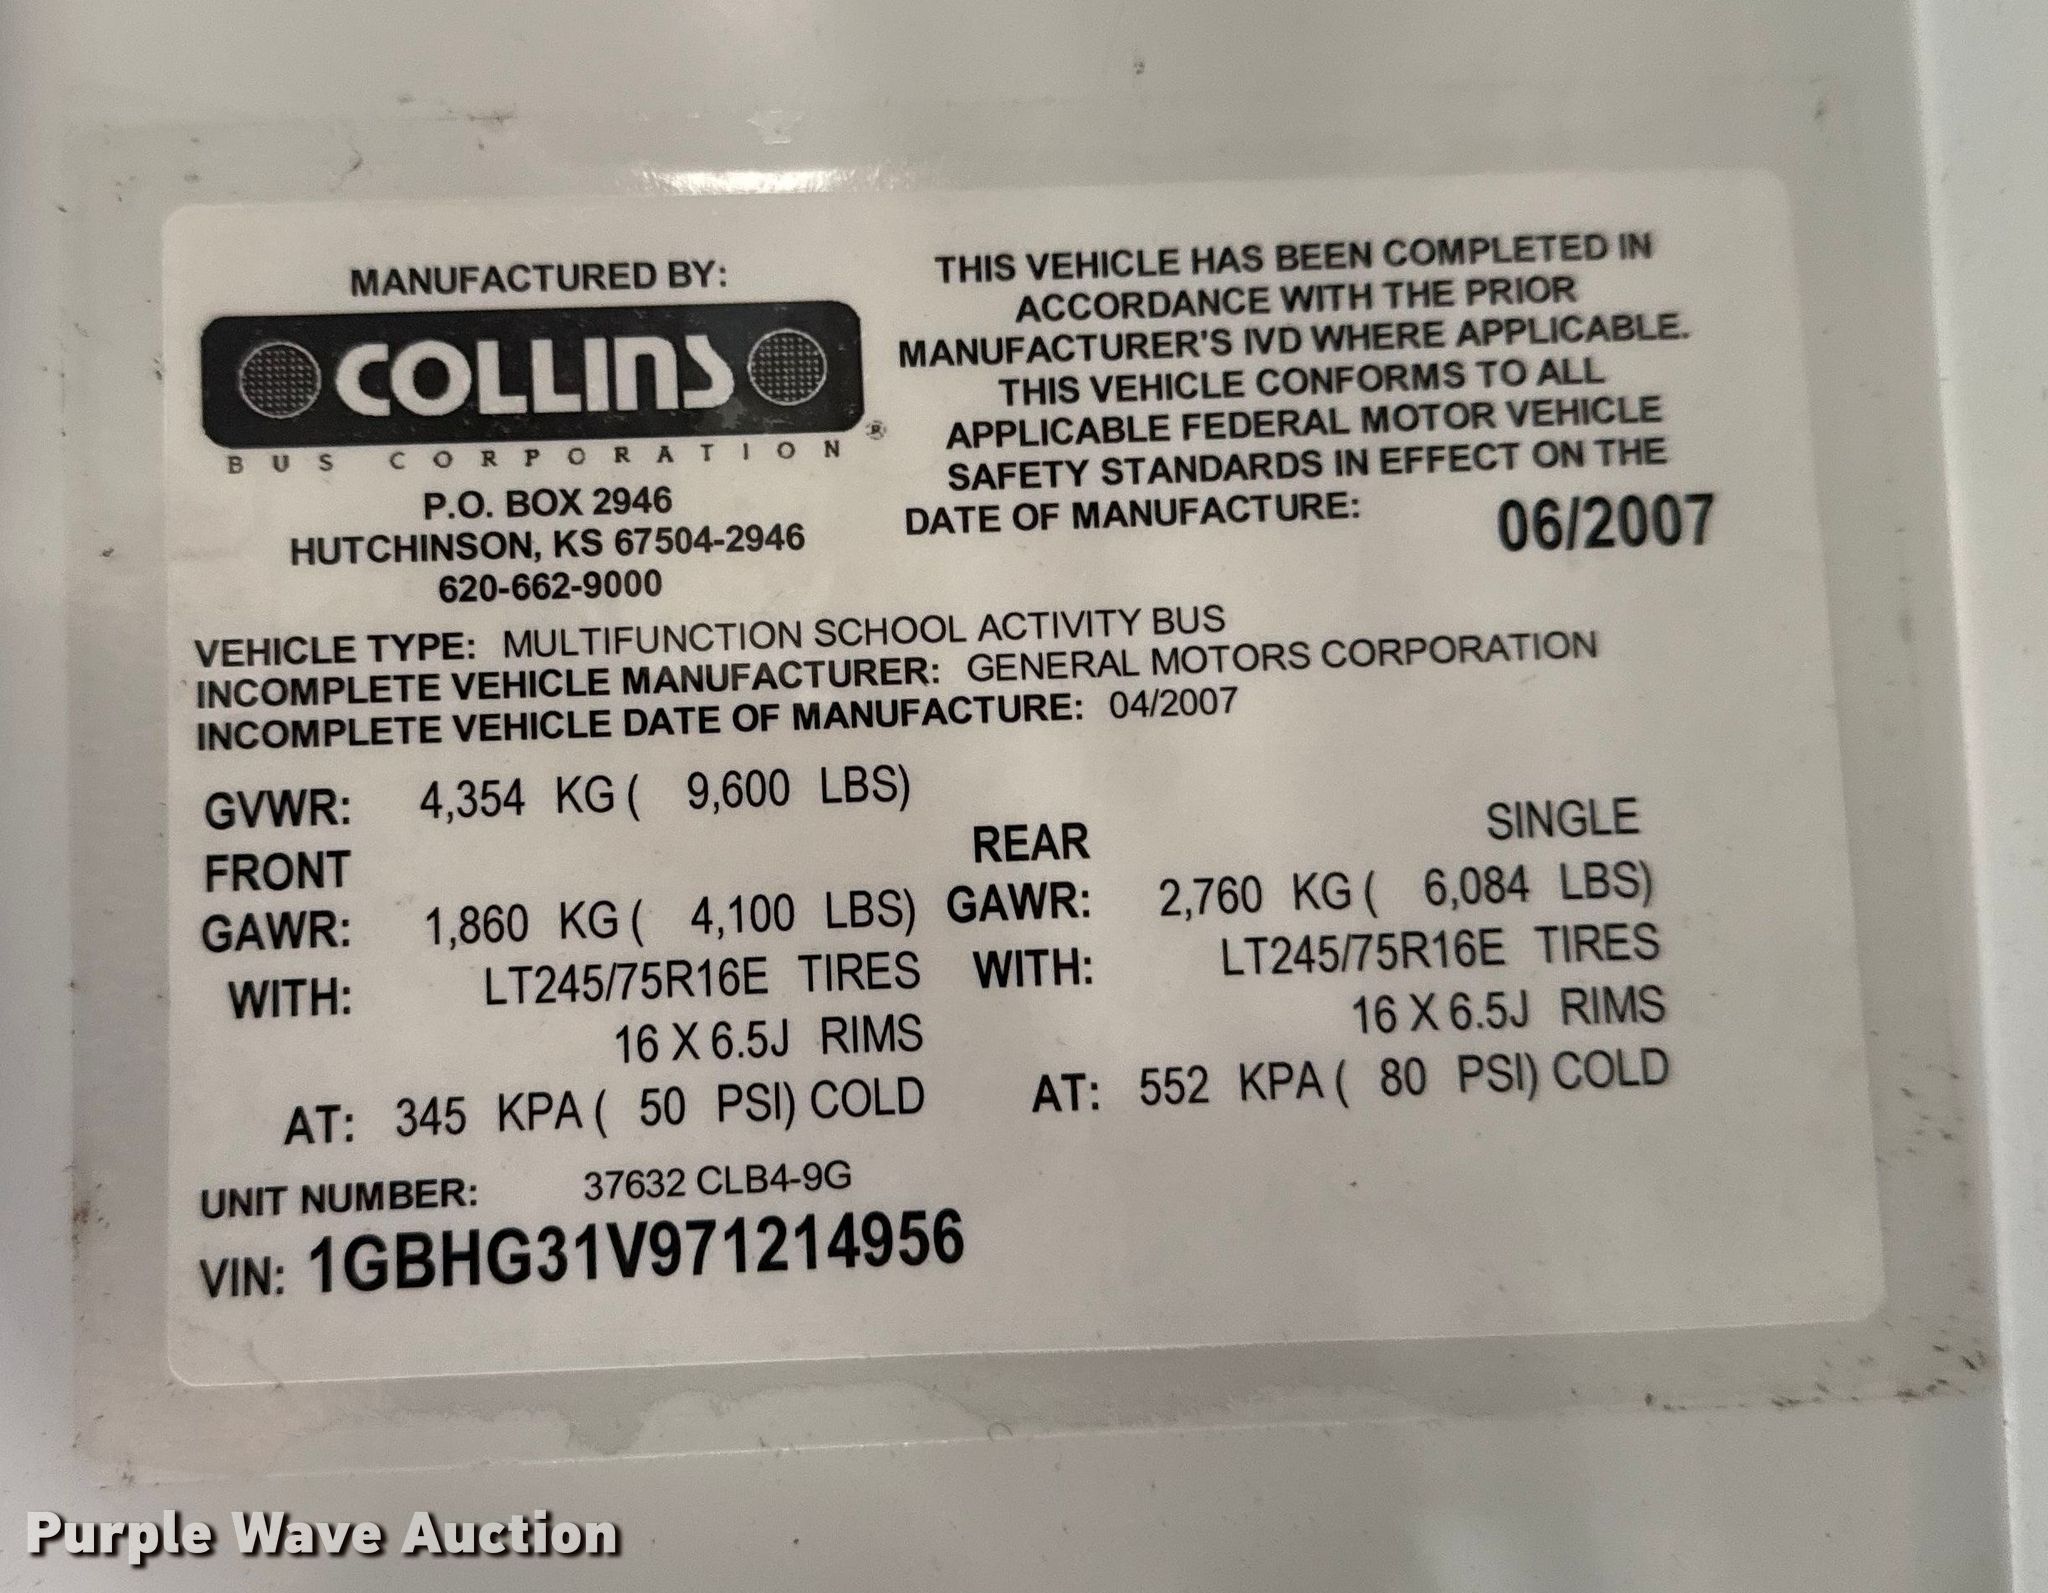 MANUFACTURED BY:
COLLINS
BUS CORPORATION ®
P.O. BOX 2946
HUTCHINSON, KS 67504-2946
620-662-9000
THIS VEHICLE HAS BEEN COMPLETED IN
ACCORDANCE WITH THE PRIOR
MANUFACTURER'S IVD WHERE APPLICABLE.
THIS VEHICLE CONFORMS TO ALL
APPLICABLE FEDERAL MOTOR VEHICLE
SAFETY STANDARDS IN EFFECT ON THE
DATE OF MANUFACTURE: 06/2007
VEHICLE TYPE: MULTIFUNCTION SCHOOL ACTIVITY BUS
INCOMPLETE VEHICLE MANUFACTURER: GENERAL MOTORS CORPORATION
INCOMPLETE VEHICLE DATE OF MANUFACTURE: 04/2007
GVWR: 4,354 KG ( 9,600 LBS)
FRONT
GAWR: 1,860 KG ( 4,100 LBS)
WITH: LT245/75R16E TIRES
16 X 6.5J RIMS
AT: 345 KPA ( 50 PSI) COLD
REAR SINGLE
GAWR: 2,760 KG ( 6,084 LBS)
WITH: LT245/75R16E TIRES
16 X 6.5J RIMS
AT: 552 KPA ( 80 PSI) COLD
UNIT NUMBER: 37632 CLB4-9G
VIN: 1GBHG31V971214956
Purple Wave Auction